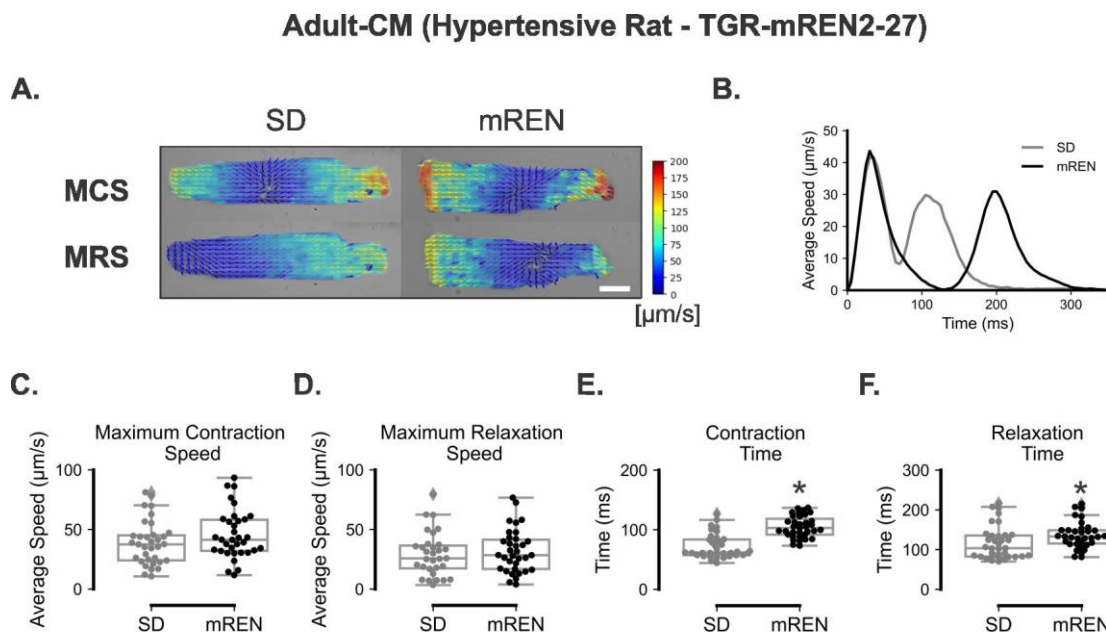 Adult-CM (Hypertensive Rat - TGR-mREN2-27)
A.
SD
mREN
MCS
MRS
200
175
150
125
100
75
50
25
0
[µm/s]
B.
Average Speed (µm/s)
50
40
30
20
10
0
SD
mREN
0
100
200
300
Time (ms)
C.
Maximum Contraction
Speed
Average Speed (µm/s)
100
50
0
SD
mREN
D.
Maximum Relaxation
Speed
Average Speed (µm/s)
100
50
0
SD
mREN
E.
Contraction
Time
Time (ms)
200
100
0
*
SD
mREN
F.
Relaxation
Time
Time (ms)
300
200
100
0
*
SD
mREN